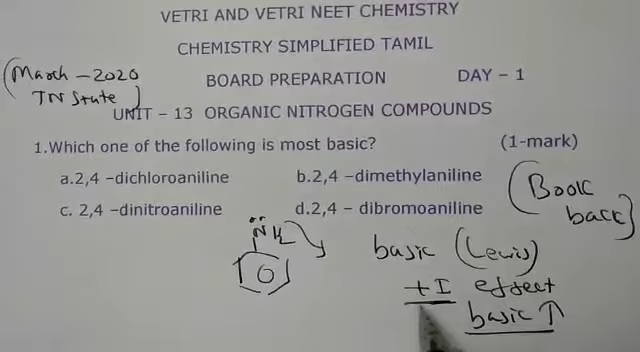 VETRI AND VETRI NEET CHEMISTRY
CHEMISTRY SIMPLIFIED TAMIL
(March - 2020
TN State)
BOARD PREPARATION DAY - 1
UNIT - 13 ORGANIC NITROGEN COMPOUNDS
1.Which one of the following is most basic? (1-mark)
a.2,4 -dichloroaniline b.2,4 -dimethylaniline
c. 2,4 -dinitroaniline d.2,4 - dibromoaniline
(Book
back)
NH2
basic (Lewis)
+I effect
basic ↑